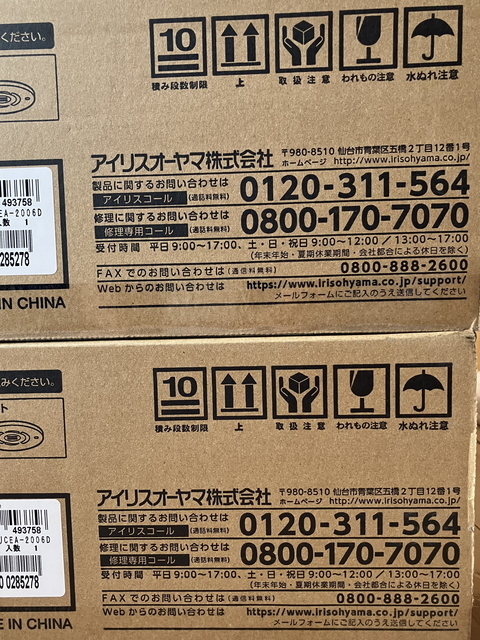 ください。
10
積み段数制限
上
取扱注意
われもの注意
水ぬれ注意
アイリスオーヤマ株式会社
〒980-8510 仙台市青葉区五橋2丁目12番1号
ホームページ http://www.irisohyama.co.jp/
製品に関するお問い合わせは
アイリスコール (通話料無料) 0120-311-564
修理に関するお問い合わせは
修理専用コール (通話料無料) 0800-170-7070
受付時間 平日9:00~17:00、土・日・祝日9:00~12:00/13:00~17:00
(年末年始・夏期休業期間・会社都合による休日を除く)
FAXでのお問い合わせは(通信料無料) 0800-888-2600
Webからのお問い合わせは https://www.irisohyama.co.jp/support/
メールフォームにご記入のうえ送信してください
493758
CEA-2006D
入数 1
0285278
IN CHINA
みください。
ト
10
積み段数制限
上
取扱注意
われもの注意
水ぬれ注意
アイリスオーヤマ株式会社
〒980-8510 仙台市青葉区五橋2丁目12番1号
ホームページ http://www.irisohyama.co.jp/
製品に関するお問い合わせは
アイリスコール (通話料無料) 0120-311-564
修理に関するお問い合わせは
修理専用コール (通話料無料) 0800-170-7070
受付時間 平日9:00~17:00、土・日・祝日9:00~12:00/13:00~17:00
(年末年始・夏期休業期間・会社都合による休日を除く)
FAXでのお問い合わせは(通信料無料) 0800-888-2600
Webからのお問い合わせは https://www.irisohyama.co.jp/support/
メールフォームにご記入のうえ送信してください
493758
UCEA-2006D
入数 1
0 0285278
E IN CHINA